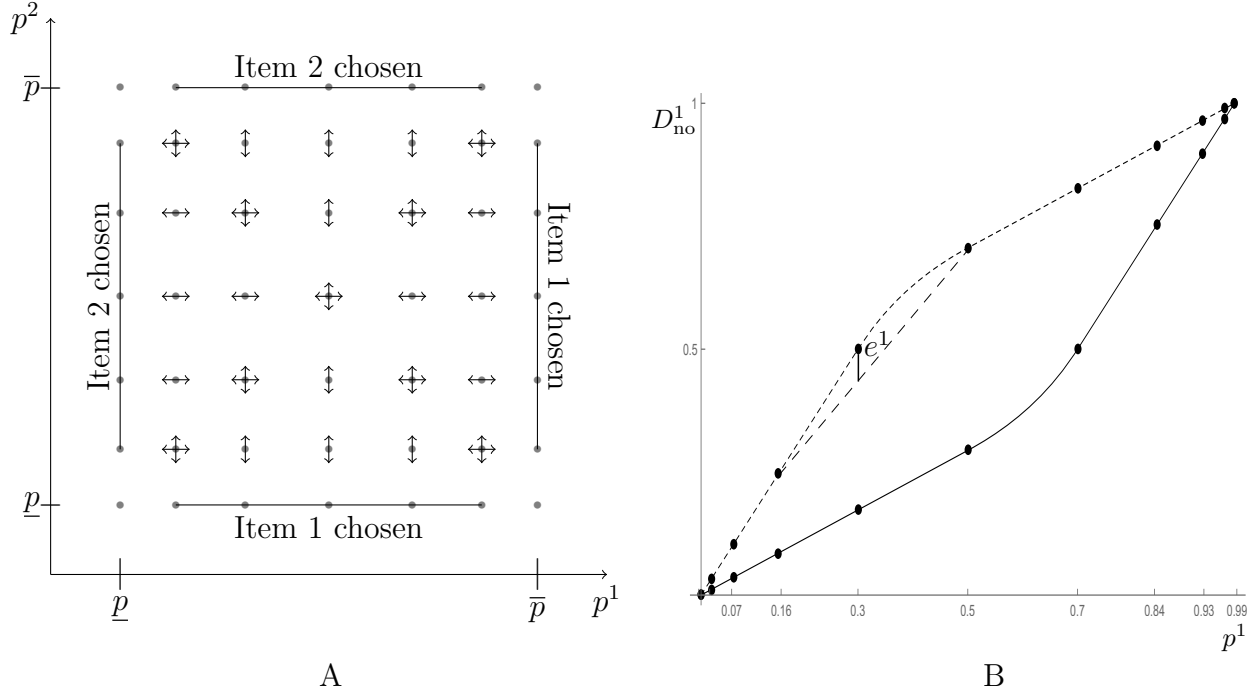 p²
p̅
Item 2 chosen
Item 2 chosen
Item 1 chosen
p̲
Item 1 chosen
p̲
p̅
p¹
A
1
D¹ₙₒ
e¹
0.5
0.07
0.16
0.3
0.5
0.7
0.84
0.93
0.99
p¹
B